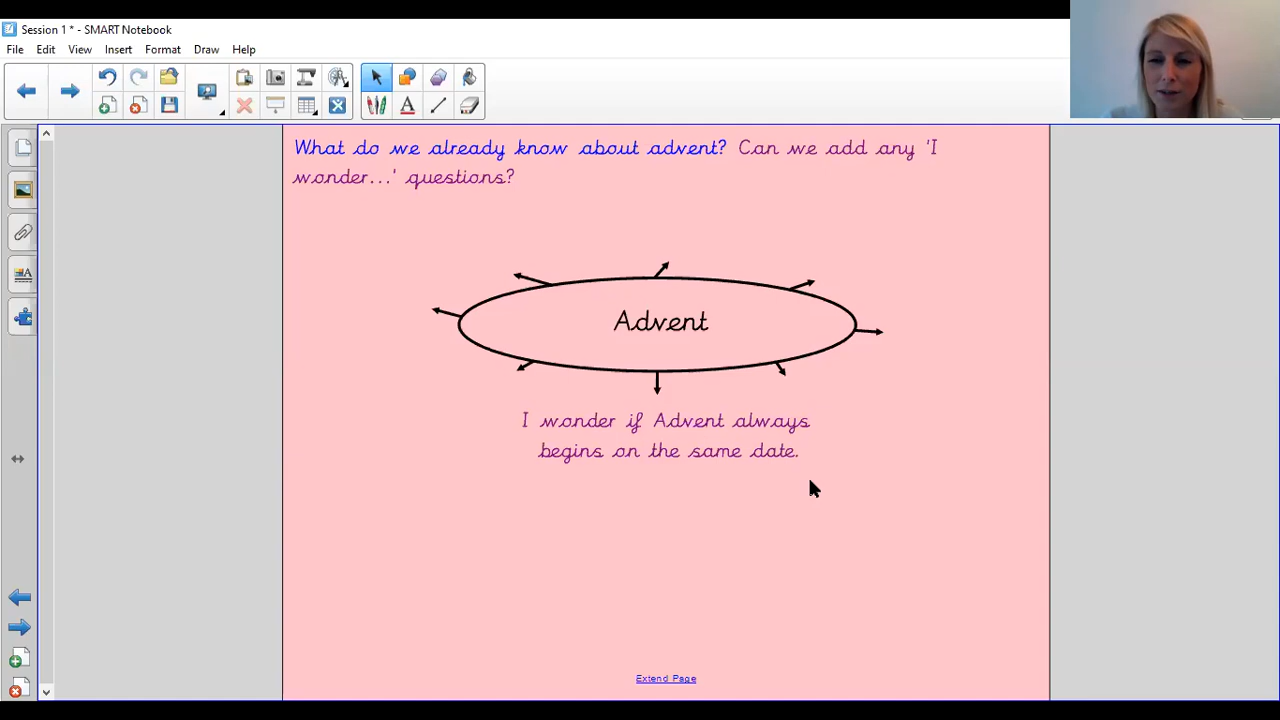 Session 1 * - SMART Notebook
File Edit View Insert Format Draw Help
What do we already know about advent? Can we add any 'I
wonder...' questions?
Advent
I wonder if Advent always
begins on the same date.
Extend Page